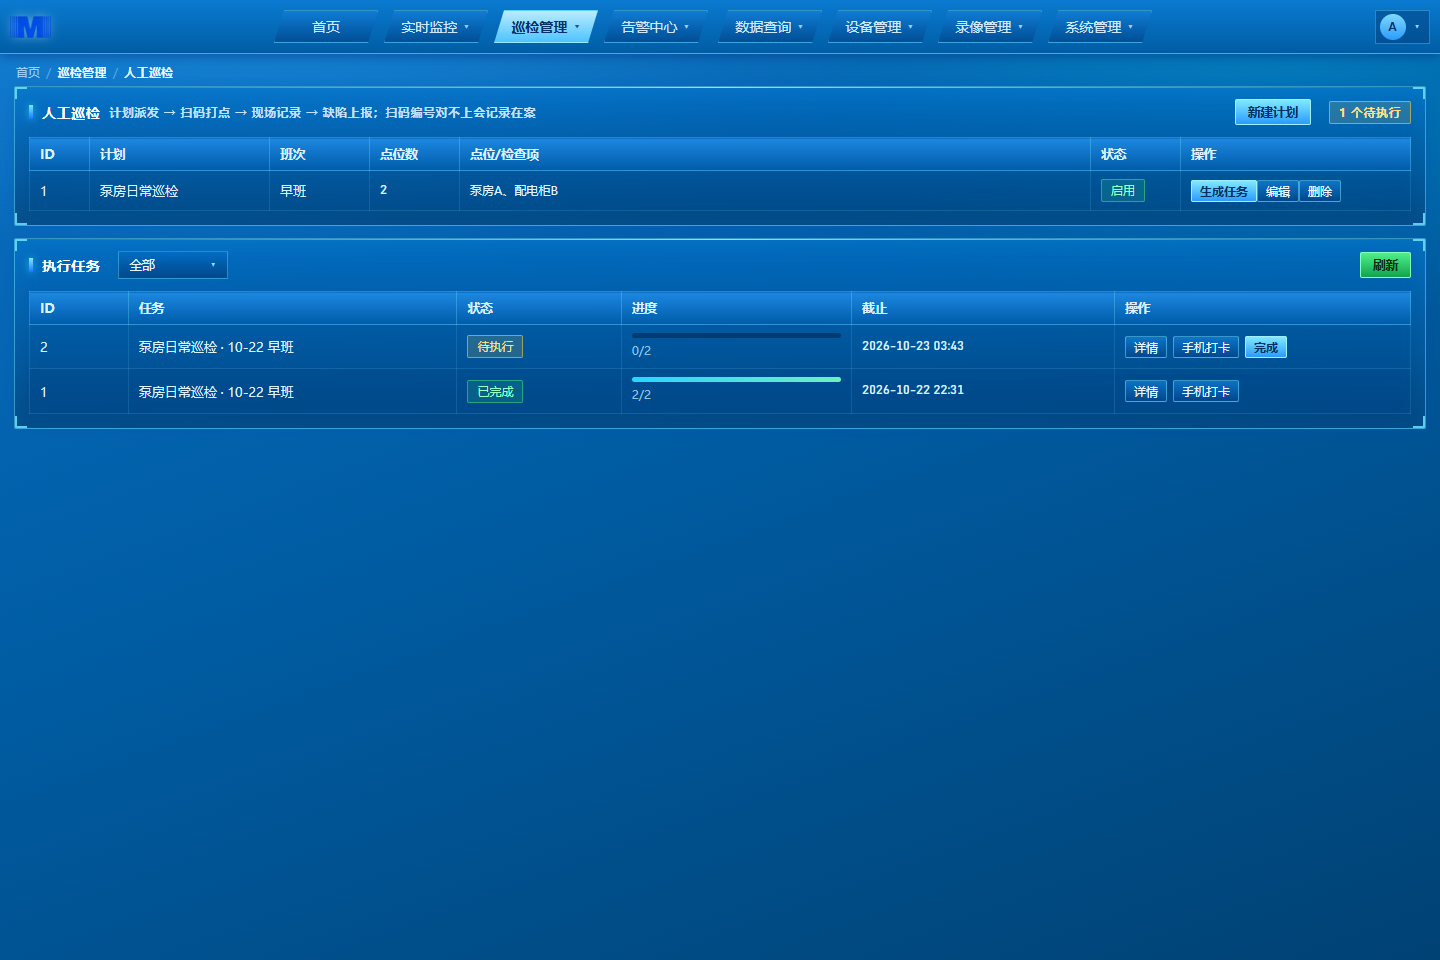 M
首页 实时监控 巡检管理 告警中心 数据查询 设备管理 录像管理 系统管理 A
首页 / 巡检管理 / 人工巡检
人工巡检 计划派发 → 扫码打点 → 现场记录 → 缺陷上报；扫码编号对不上会记录在案 新建计划 1 个待执行
ID 计划 班次 点位数 点位/检查项 状态 操作
1 泵房日常巡检 早班 2 泵房A、配电柜B 启用 生成任务 编辑 删除
执行任务 全部 刷新
ID 任务 状态 进度 截止 操作
2 泵房日常巡检 · 10-22 早班 待执行 0/2 2026-10-23 03:43 详情 手机打卡 完成
1 泵房日常巡检 · 10-22 早班 已完成 2/2 2026-10-22 22:31 详情 手机打卡